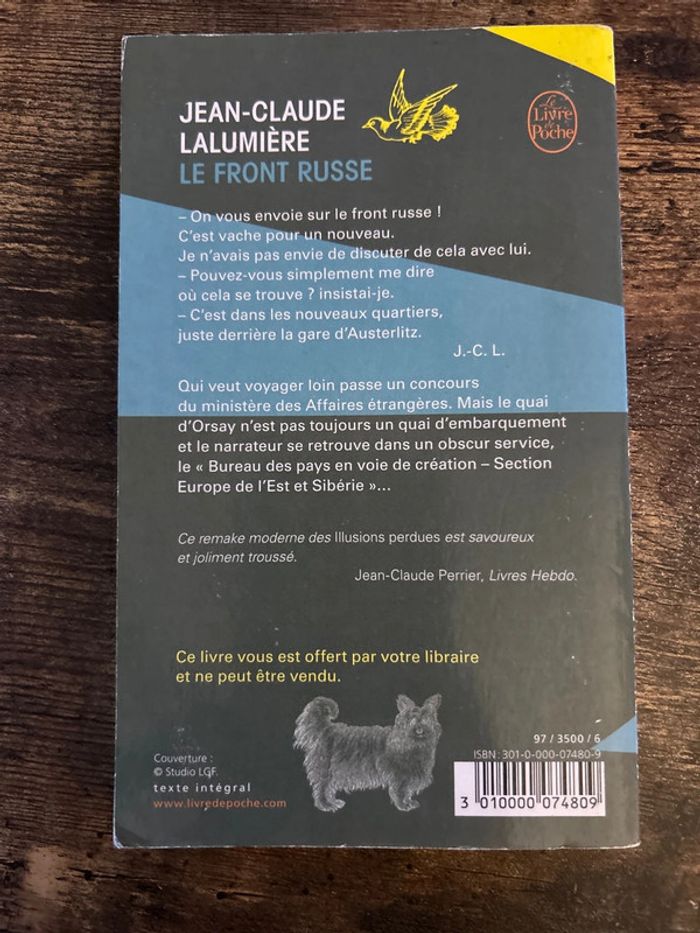 JEAN-CLAUDE
LALUMIÈRE
LE FRONT RUSSE
Le
Livre
de
Poche
– On vous envoie sur le front russe !
C'est vache pour un nouveau.
Je n'avais pas envie de discuter de cela avec lui.
– Pouvez-vous simplement me dire
où cela se trouve ? insistai-je.
– C'est dans les nouveaux quartiers,
juste derrière la gare d'Austerlitz.
J.-C. L.
Qui veut voyager loin passe un concours
du ministère des Affaires étrangères. Mais le quai
d'Orsay n'est pas toujours un quai d'embarquement
et le narrateur se retrouve dans un obscur service,
le « Bureau des pays en voie de création – Section
Europe de l'Est et Sibérie »...
Ce remake moderne des Illusions perdues est savoureux
et joliment troussé.
Jean-Claude Perrier, Livres Hebdo.
Ce livre vous est offert par votre libraire
et ne peut être vendu.
Couverture :
© Studio LGF.
texte intégral
www.livredepoche.com
97 / 3500 / 6
ISBN : 301-0-000-07480-9
3 010000 074809